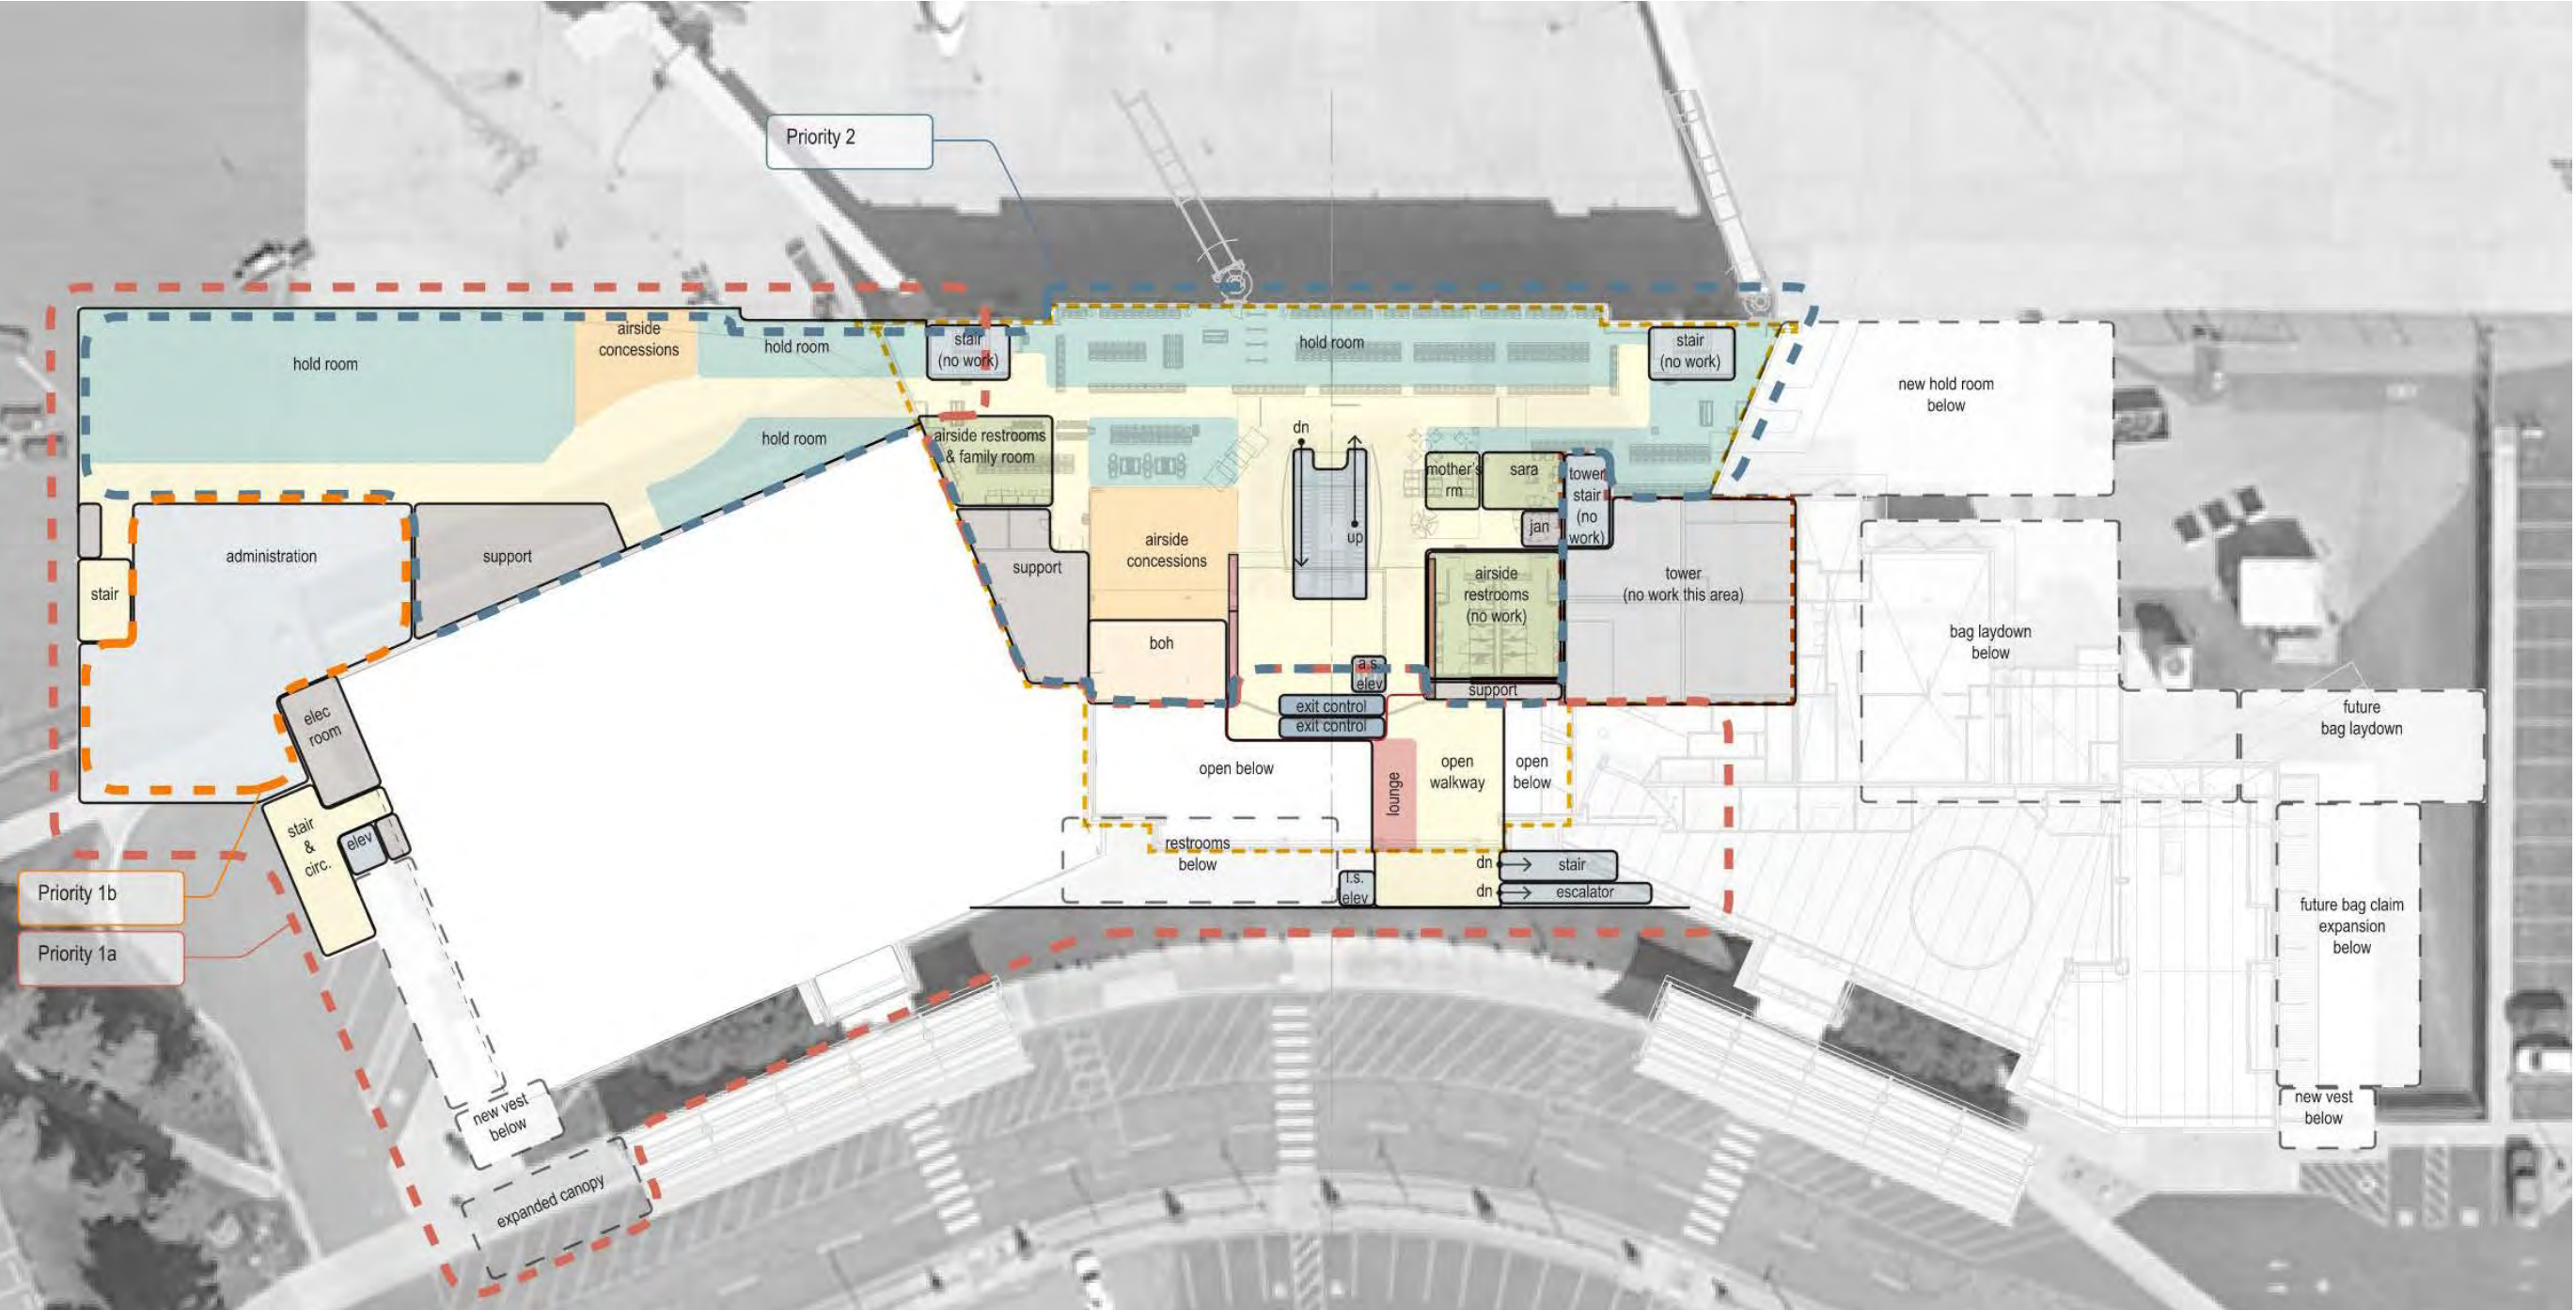 Priority 2
hold room
airside
concessions
hold room
stair
(no work)
hold room
stair
(no work)
new hold room
below
hold room
airside restrooms
& family room
dn
up
mother's
rm
sara
jan
tower
stair
(no
work)
administration
support
stair
support
airside
concessions
boh
airside
restrooms
(no work)
tower
(no work this area)
bag laydown
below
a.s.
elev
support
exit control
exit control
future
bag laydown
elec
room
open below
lounge
open
walkway
open
below
stair
&
circ.
elev
restrooms
below
l.s.
elev
dn
stair
dn
escalator
Priority 1b
Priority 1a
future bag claim
expansion
below
new vest
below
new vest
below
expanded canopy